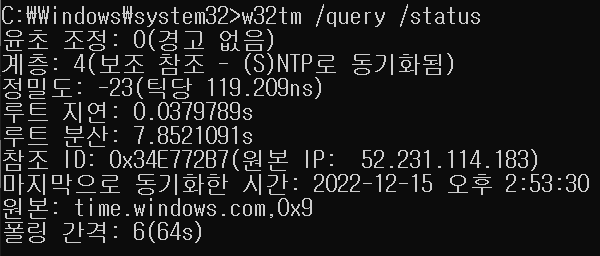 C:₩Windows₩system32>w32tm /query /status
윤초 조정: 0(경고 없음)
계층: 4(보조 참조 - (S)NTP로 동기화됨)
정밀도: -23(틱당 119.209ns)
루트 지연: 0.0379789s
루트 분산: 7.8521091s
참조 ID: 0x34E772B7(원본 IP:  52.231.114.183)
마지막으로 동기화한 시간: 2022-12-15 오후 2:53:30
원본: time.windows.com,0x9
폴링 간격: 6(64s)